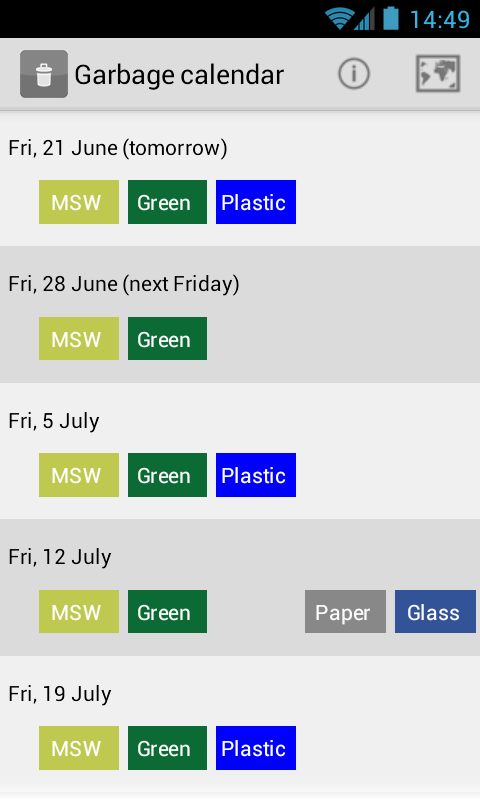 14:49
Garbage calendar
Fri, 21 June (tomorrow)
MSW Green Plastic
Fri, 28 June (next Friday)
MSW Green
Fri, 5 July
MSW Green Plastic
Fri, 12 July
MSW Green Paper Glass
Fri, 19 July
MSW Green Plastic